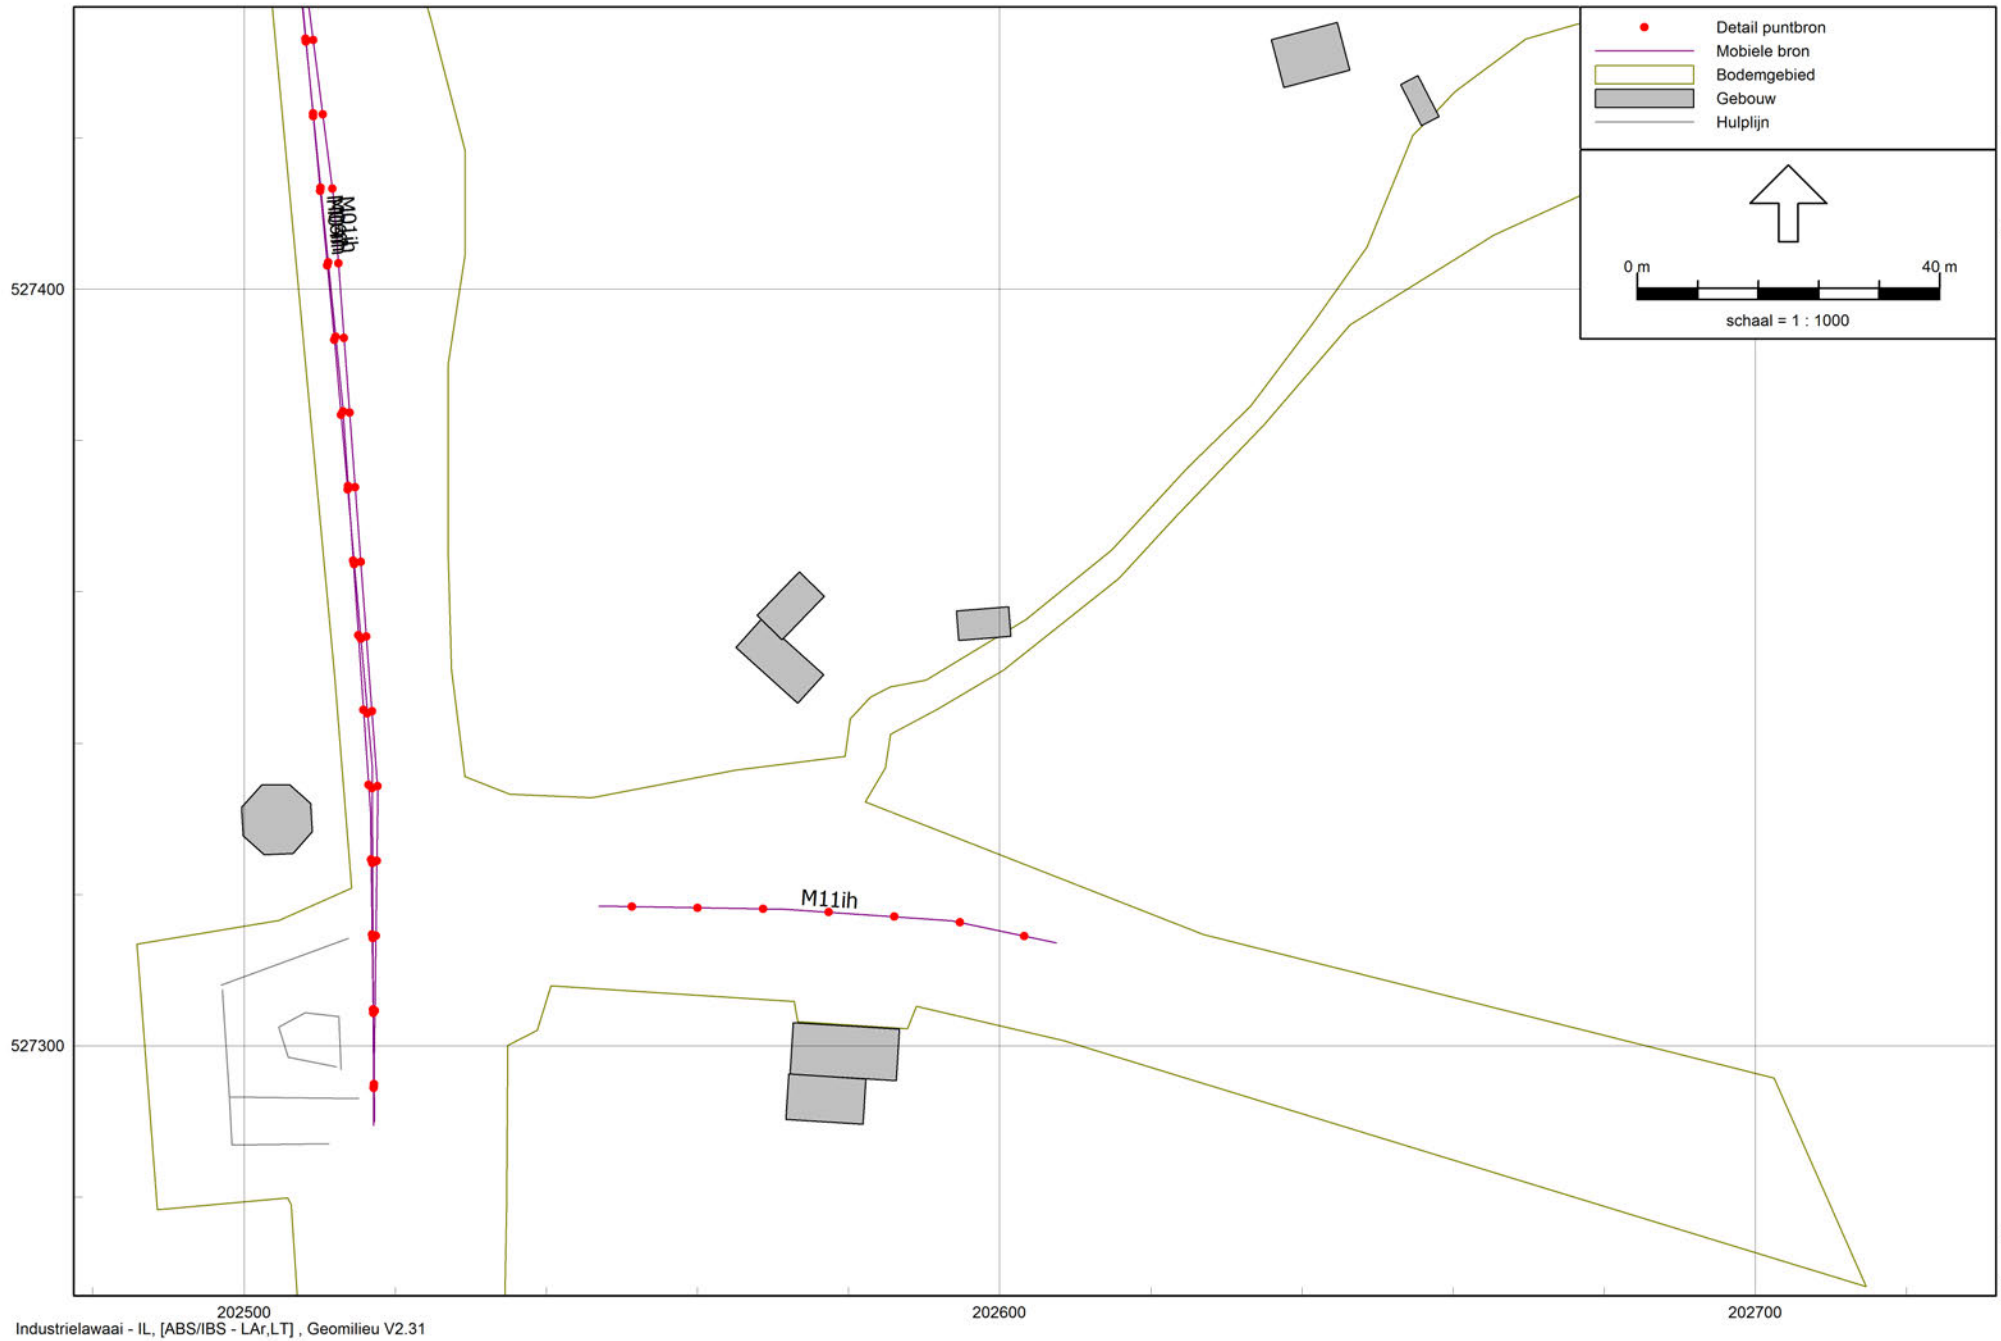 Detail puntbron
Mobiele bron
Bodemgebied
Gebouw
Hulplijn
0 m
40 m
schaal = 1 : 1000
M01ih
527400
M11ih
527300
202500
202600
202700
Industrielawaai - IL, [ABS/IBS - LAr,LT] , Geomilieu V2.31